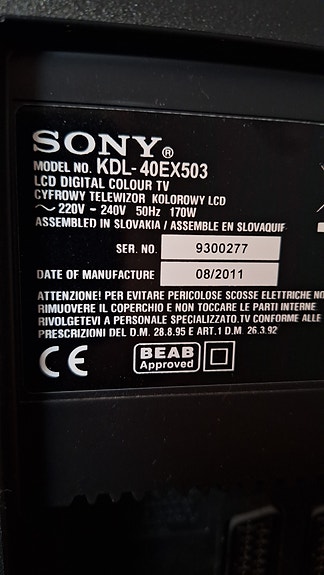 SONY®
MODEL NO. KDL-40EX503
LCD DIGITAL COLOUR TV
CYFROWY TELEWIZOR KOLOROWY LCD
~ 220V - 240V 50Hz 170W
ASSEMBLED IN SLOVAKIA / ASSEMBLE EN SLOVAQUIE
SER. NO. 9300277
DATE OF MANUFACTURE 08/2011
ATTENZIONE! PER EVITARE PERICOLOSE SCOSSE ELETTRICHE NO
RIMUOVERE IL COPERCHIO E NON TOCCARE LE PARTI INTERNE.
RIVOLGETEVI A PERSONALE SPECIALIZZATO.TV CONFORME ALLE
PRESCRIZIONI DEL D.M. 28.8.95 E ART.1 D.M 26.3.92
CE
BEAB
Approved